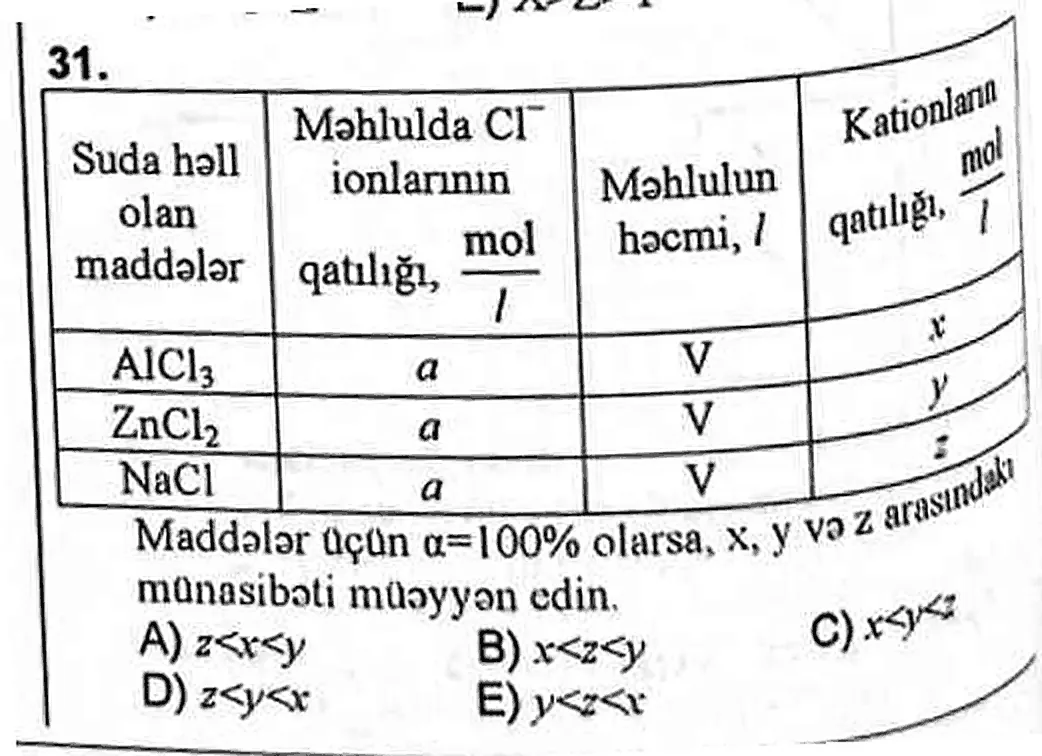 31.
Suda həll olan maddələr
Məhlulda Cl⁻ ionlarının qatılığı, mol/l
Məhlulun həcmi, l
Kationların qatılığı, mol/l
AlCl₃ a V x
ZnCl₂ a V y
NaCl a V z
Maddələr üçün α=100% olarsa, x, y və z arasındakı
münasibəti müəyyən edin.
A) z<x<y B) x<z<y C) x<y<z
D) z<y<x E) y<z<x